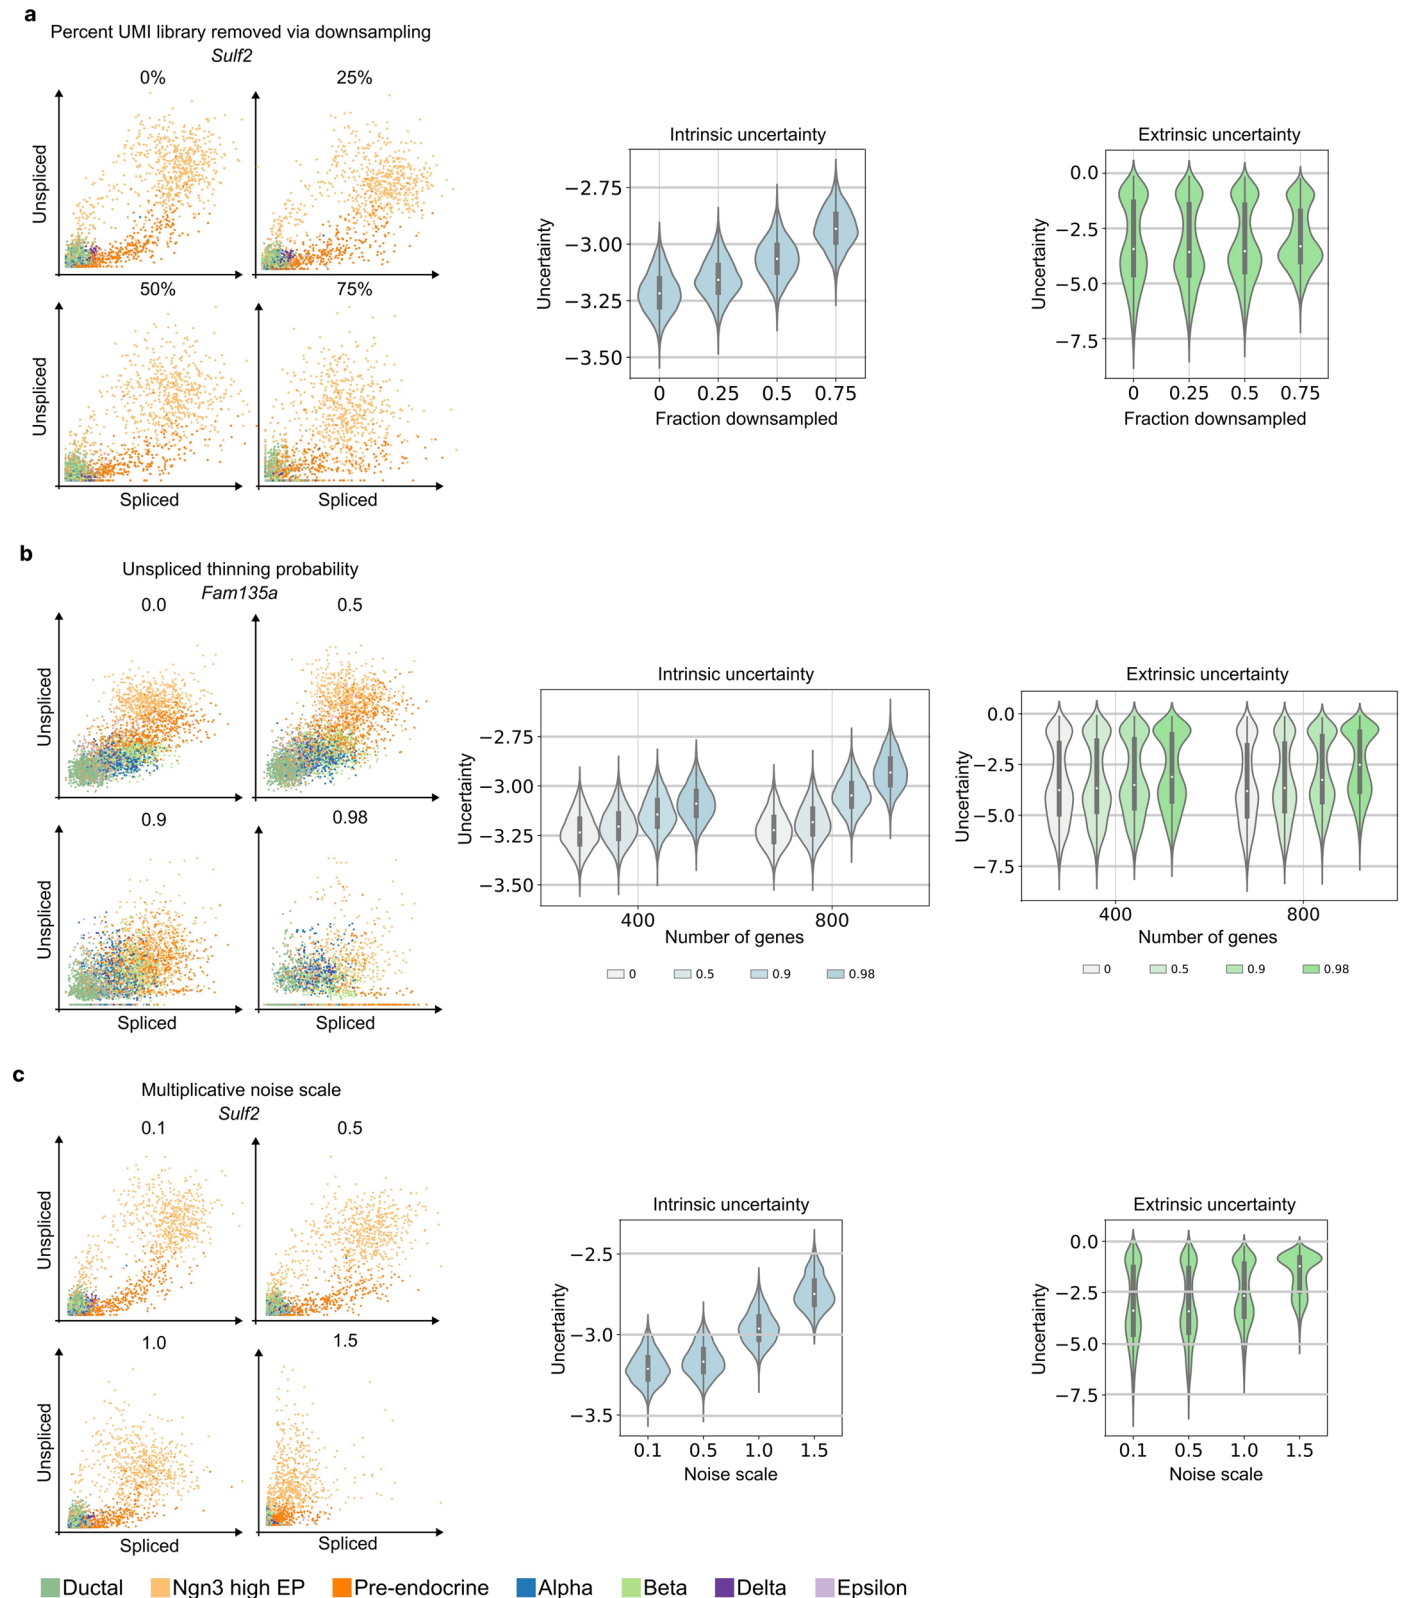 a
Percent UMI library removed via downsampling
Sulf2
0%
25%
Unspliced
50%
75%
Unspliced
Spliced
Spliced
Intrinsic uncertainty
Uncertainty
−2.75
−3.00
−3.25
−3.50
0 0.25 0.5 0.75
Fraction downsampled
Extrinsic uncertainty
Uncertainty
0.0
−2.5
−5.0
−7.5
0 0.25 0.5 0.75
Fraction downsampled
b
Unspliced thinning probability
Fam135a
0.0
0.5
Unspliced
0.9
0.98
Unspliced
Spliced
Spliced
Intrinsic uncertainty
Uncertainty
−2.75
−3.00
−3.25
−3.50
400 800
Number of genes
0 0.5 0.9 0.98
Extrinsic uncertainty
Uncertainty
0.0
−2.5
−5.0
−7.5
400 800
Number of genes
0 0.5 0.9 0.98
c
Multiplicative noise scale
Sulf2
0.1
0.5
Unspliced
1.0
1.5
Unspliced
Spliced
Spliced
Intrinsic uncertainty
Uncertainty
−2.5
−3.0
−3.5
0.1 0.5 1.0 1.5
Noise scale
Extrinsic uncertainty
Uncertainty
0.0
−2.5
−5.0
−7.5
0.1 0.5 1.0 1.5
Noise scale
Ductal Ngn3 high EP Pre-endocrine Alpha Beta Delta Epsilon